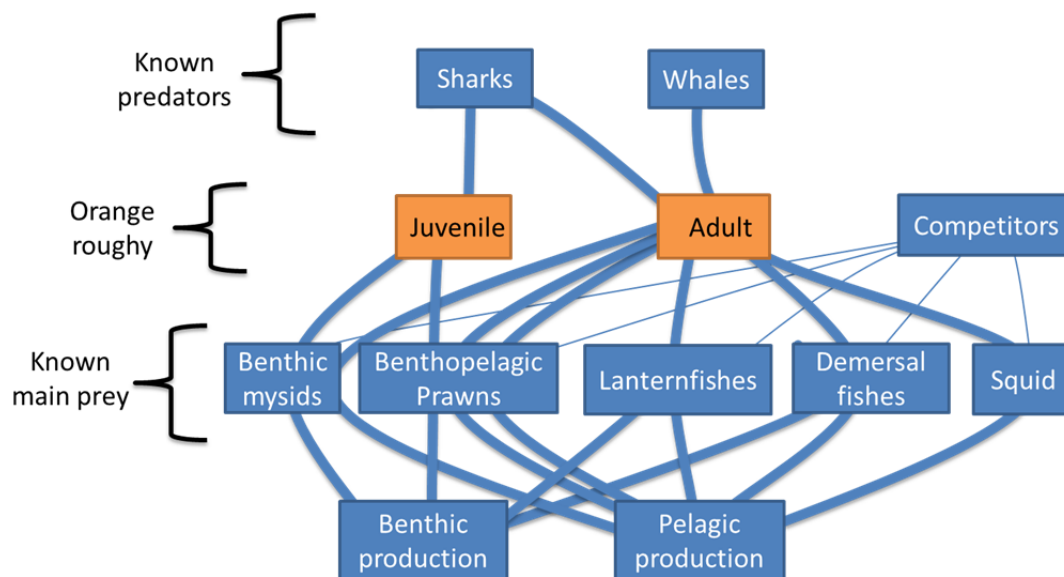 Known
predators
Sharks
Whales
Orange
roughy
Juvenile
Adult
Competitors
Known
main prey
Benthic
mysids
Benthopelagic
Prawns
Lanternfishes
Demersal
fishes
Squid
Benthic
production
Pelagic
production